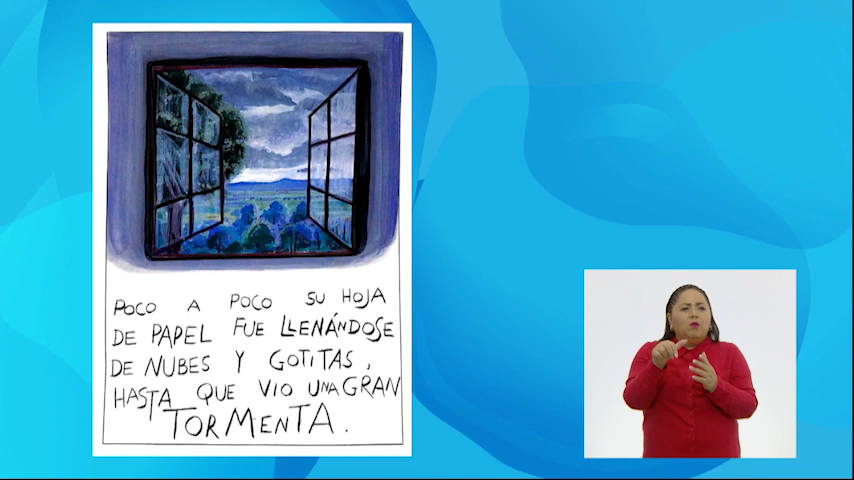 POCO A POCO SU HOJA
DE PAPEL FUE LLENÁNDOSE
DE NUBES Y GOTITAS,
HASTA QUE VIO UNA GRAN
TORMENTA.